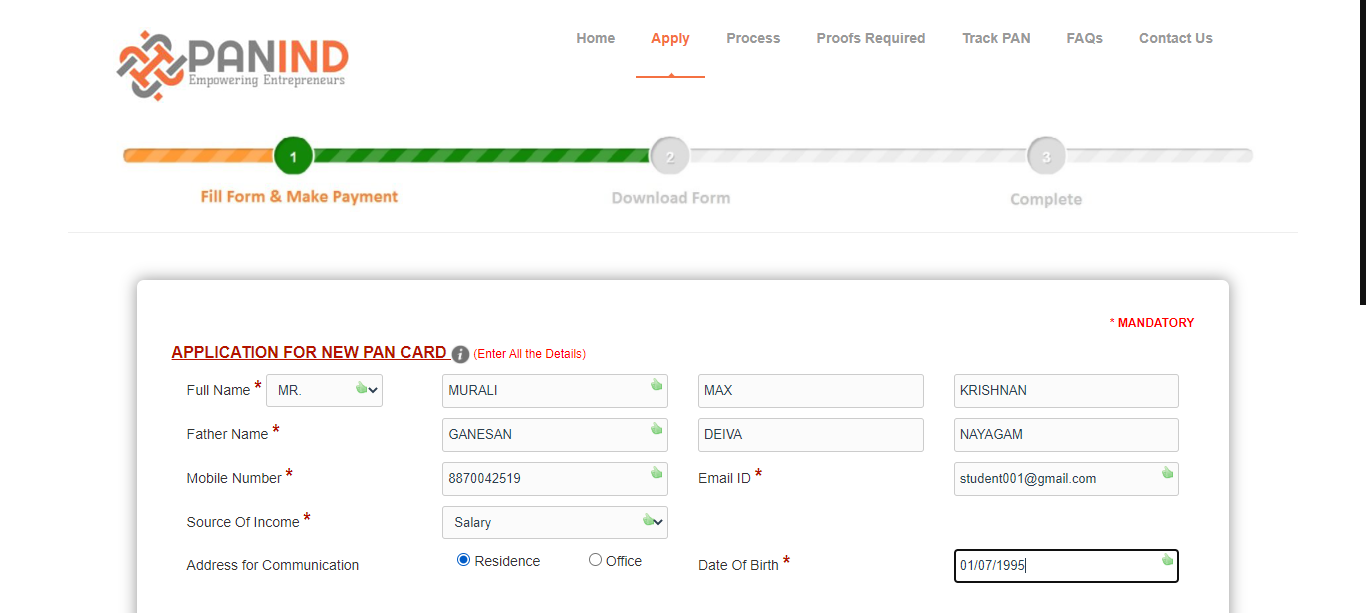 PANIND
Empowering Entrepreneurs
Home Apply Process Proofs Required Track PAN FAQs Contact Us
1 2 3
Fill Form & Make Payment Download Form Complete
* MANDATORY
APPLICATION FOR NEW PAN CARD i (Enter All the Details)
Full Name * MR. MURALI MAX KRISHNAN
Father Name * GANESAN DEIVA NAYAGAM
Mobile Number * 8870042519 Email ID * student001@gmail.com
Source Of Income * Salary
Address for Communication Residence Office Date Of Birth * 01/07/1995